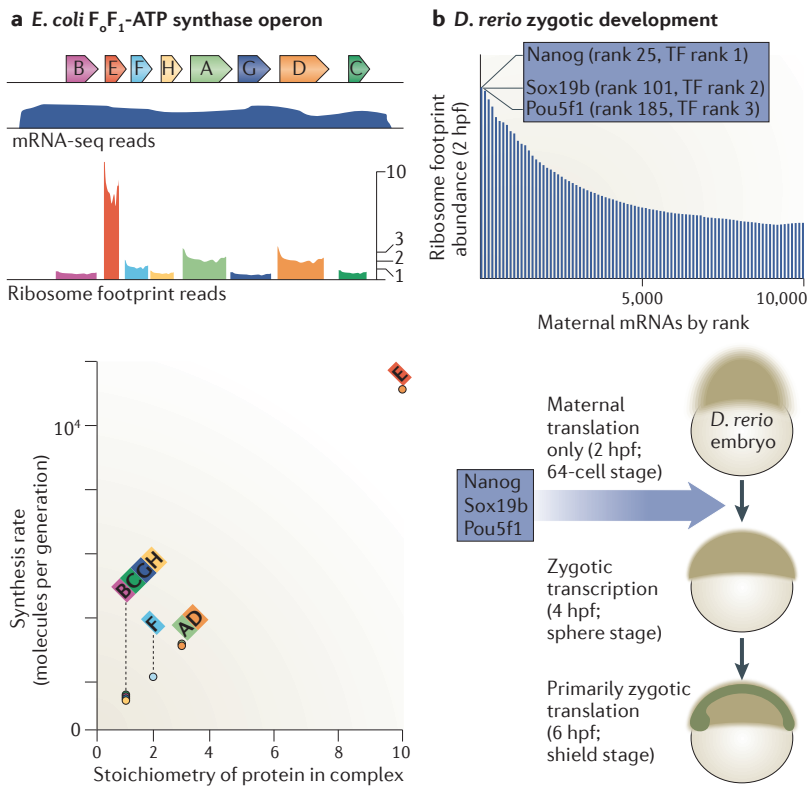 a E. coli FoF1-ATP synthase operon
B E F H A G D C
mRNA-seq reads
10
3
2
1
Ribosome footprint reads
Synthesis rate
(molecules per generation)
10⁴
0
E
BCGH
F
AD
0 2 4 6 8 10
Stoichiometry of protein in complex
b D. rerio zygotic development
Nanog (rank 25, TF rank 1)
Sox19b (rank 101, TF rank 2)
Pou5f1 (rank 185, TF rank 3)
Ribosome footprint
abundance (2 hpf)
5,000 10,000
Maternal mRNAs by rank
Maternal
translation
only (2 hpf;
64-cell stage)
D. rerio
embryo
Nanog
Sox19b
Pou5f1
Zygotic
transcription
(4 hpf;
sphere stage)
Primarily zygotic
translation
(6 hpf;
shield stage)